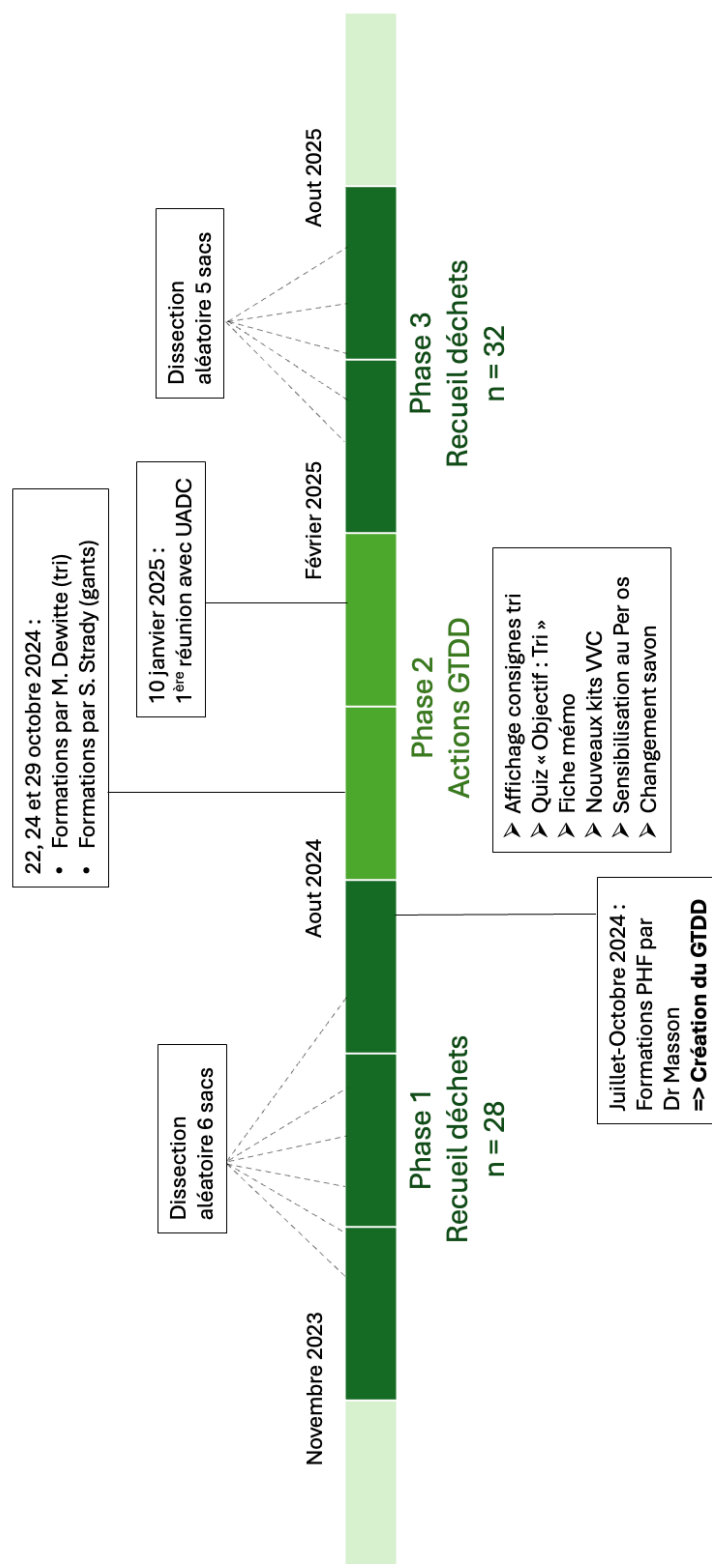 22, 24 et 29 octobre 2024 :
• Formations par M. Dewitte (tri)
• Formations par S. Strady (gants)
Dissection
aléatoire 6 sacs
10 janvier 2025 :
1ère réunion avec UADC
Dissection
aléatoire 5 sacs
Novembre 2023
Aout 2024
Février 2025
Aout 2025
Phase 1
Recueil déchets
n = 28
Phase 2
Actions GTDD
Phase 3
Recueil déchets
n = 32
➢ Affichage consignes tri
➢ Quiz « Objectif : Tri »
➢ Fiche mémo
➢ Nouveaux kits VVC
➢ Sensibilisation au Per os
➢ Changement savon
Juillet-Octobre 2024 :
Formations PHF par
Dr Masson
=> Création du GTDD